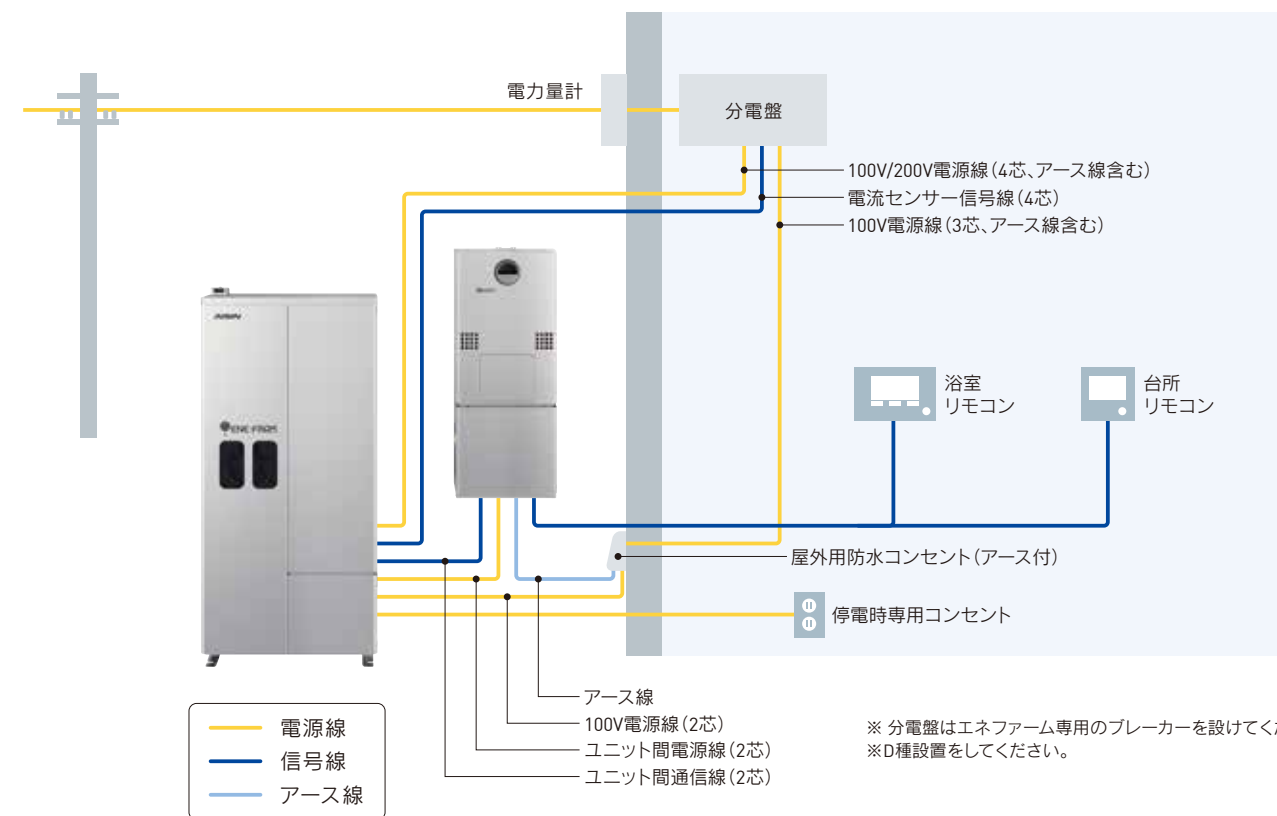 電力量計
分電盤
100V/200V電源線(4芯、アース線含む)
電流センサー信号線(4芯)
100V電源線(3芯、アース線含む)
AISIN
ENE・FARM
浴室
リモコン
台所
リモコン
屋外用防水コンセント(アース付)
停電時専用コンセント
アース線
100V電源線(2芯)
ユニット間電源線(2芯)
ユニット間通信線(2芯)
電源線
信号線
アース線
※ 分電盤はエネファーム専用のブレーカーを設けてく
※D種設置をしてください。